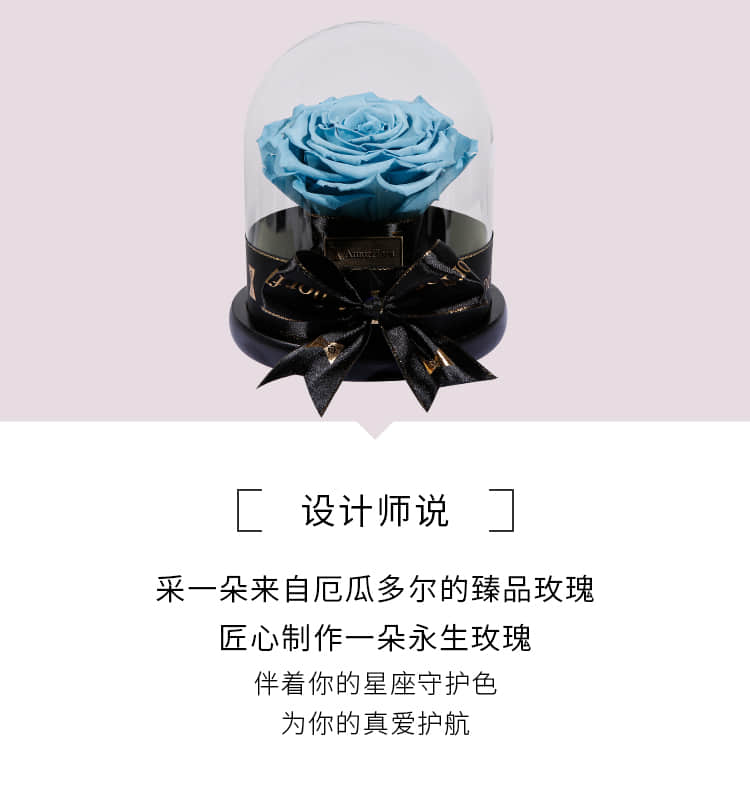 设计师说
采一朵来自厄瓜多尔的臻品玫瑰
匠心制作一朵永生玫瑰
伴着你的星座守护色
为你的真爱护航